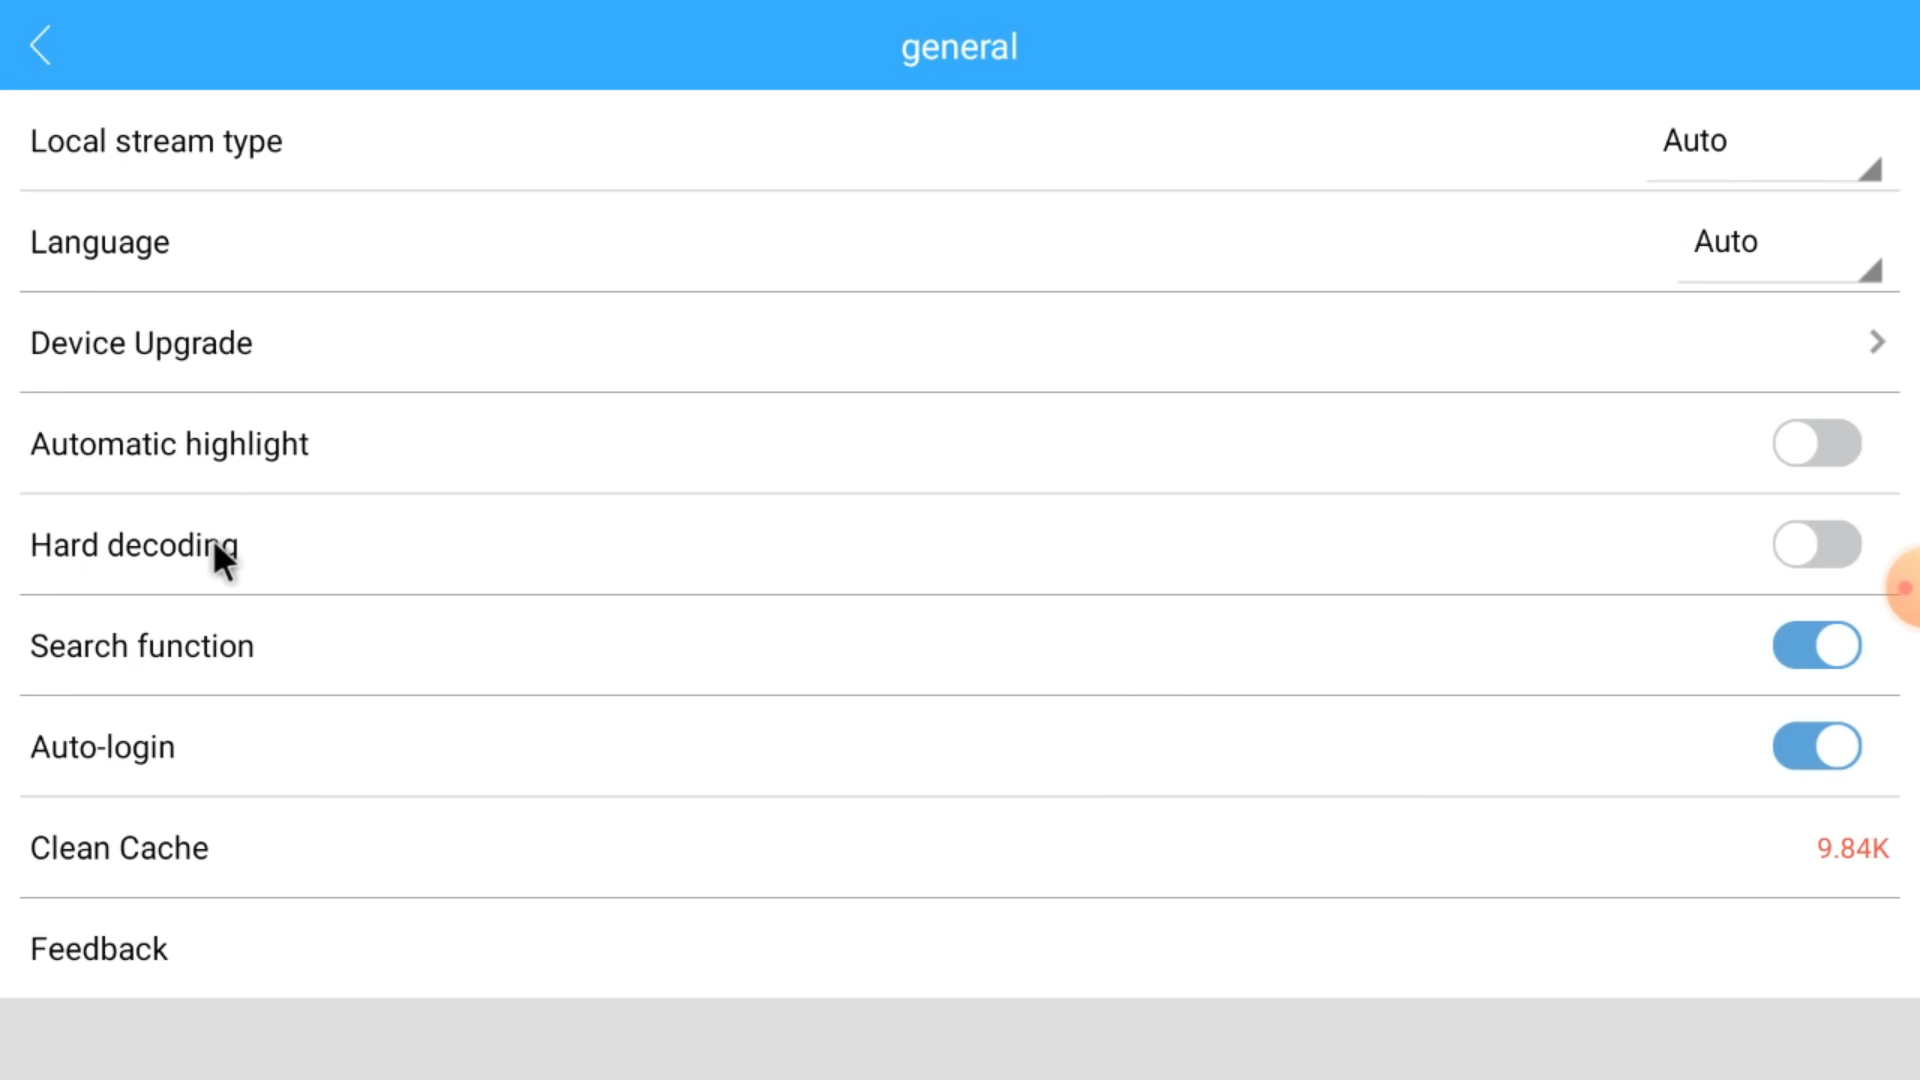 general
Local stream type Auto
Language Auto
Device Upgrade
Automatic highlight
Hard decoding
Search function
Auto-login
Clean Cache 9.84K
Feedback